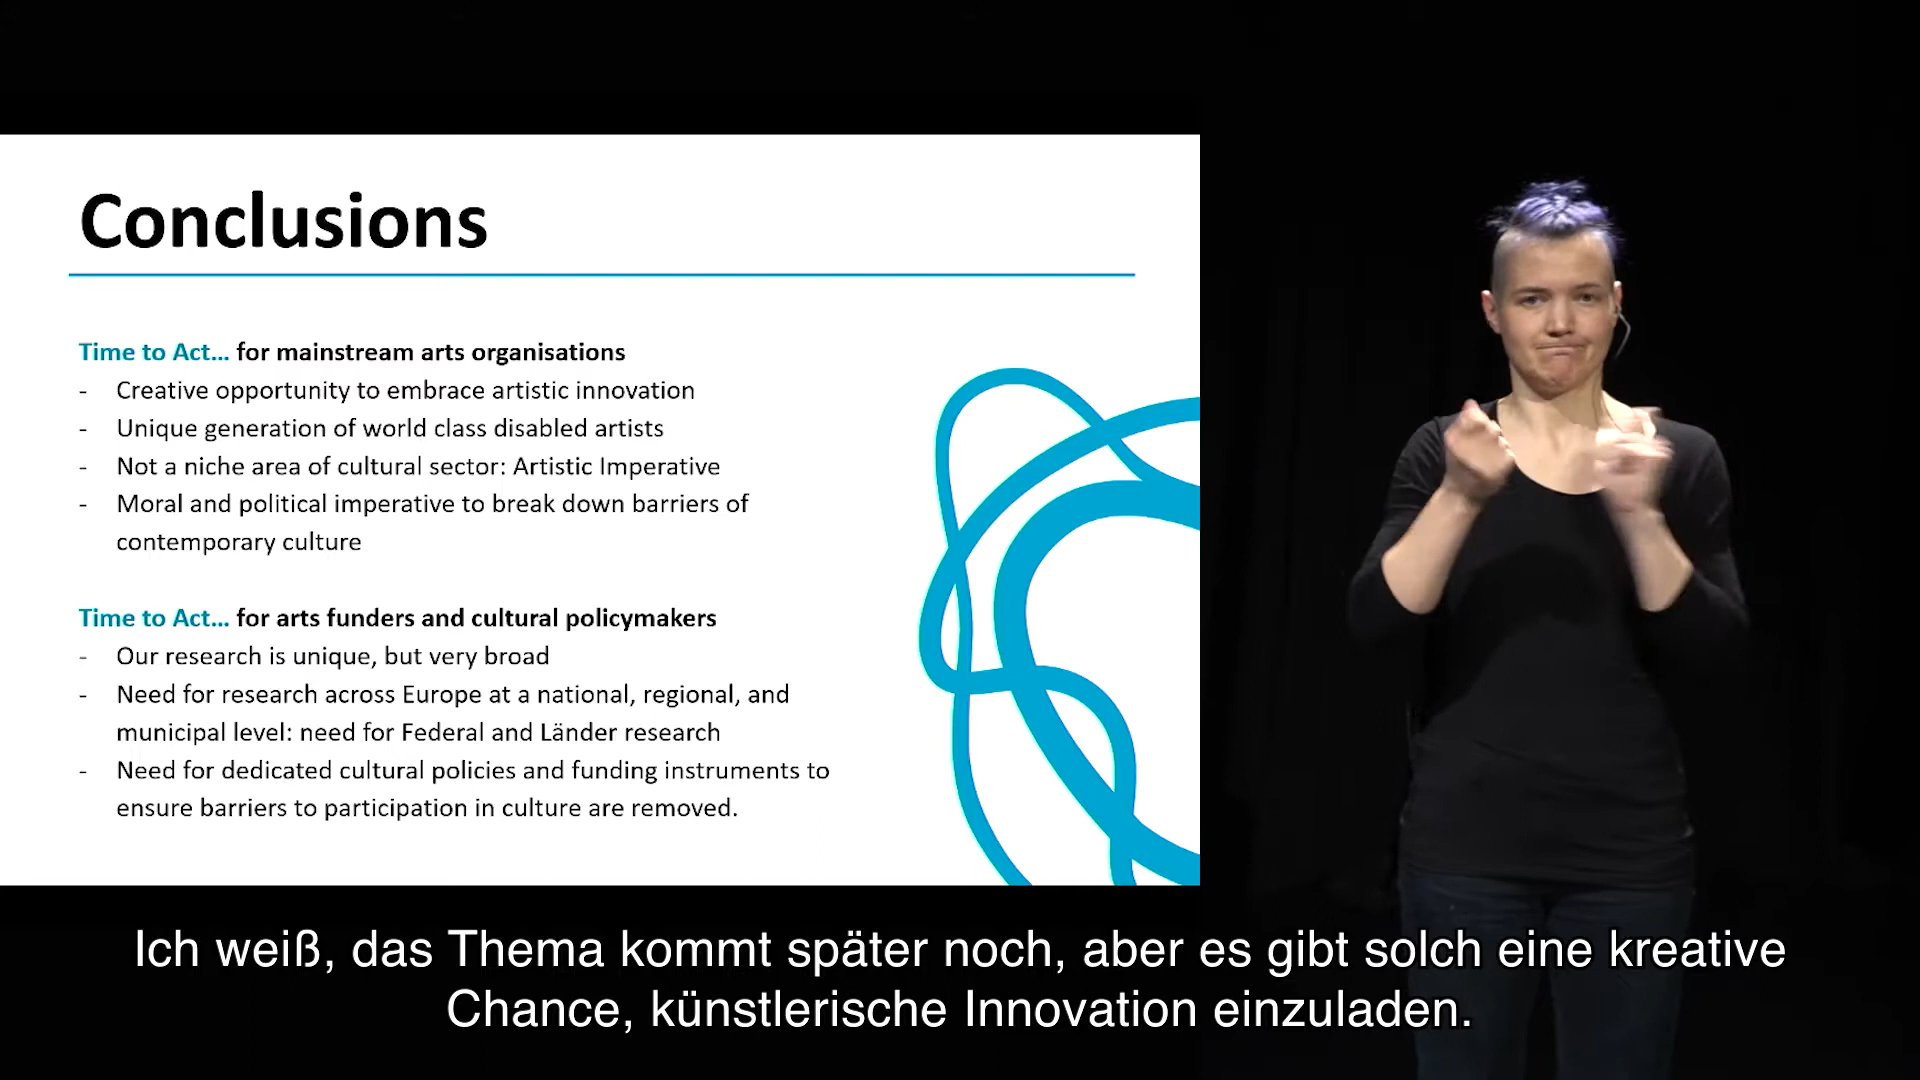 Conclusions
Time to Act... for mainstream arts organisations
- Creative opportunity to embrace artistic innovation
- Unique generation of world class disabled artists
- Not a niche area of cultural sector: Artistic Imperative
- Moral and political imperative to break down barriers of
contemporary culture
Time to Act... for arts funders and cultural policymakers
- Our research is unique, but very broad
- Need for research across Europe at a national, regional, and
municipal level: need for Federal and Länder research
- Need for dedicated cultural policies and funding instruments to
ensure barriers to participation in culture are removed.
Ich weiß, das Thema kommt später noch, aber es gibt solch eine kreative
Chance, künstlerische Innovation einzuladen.